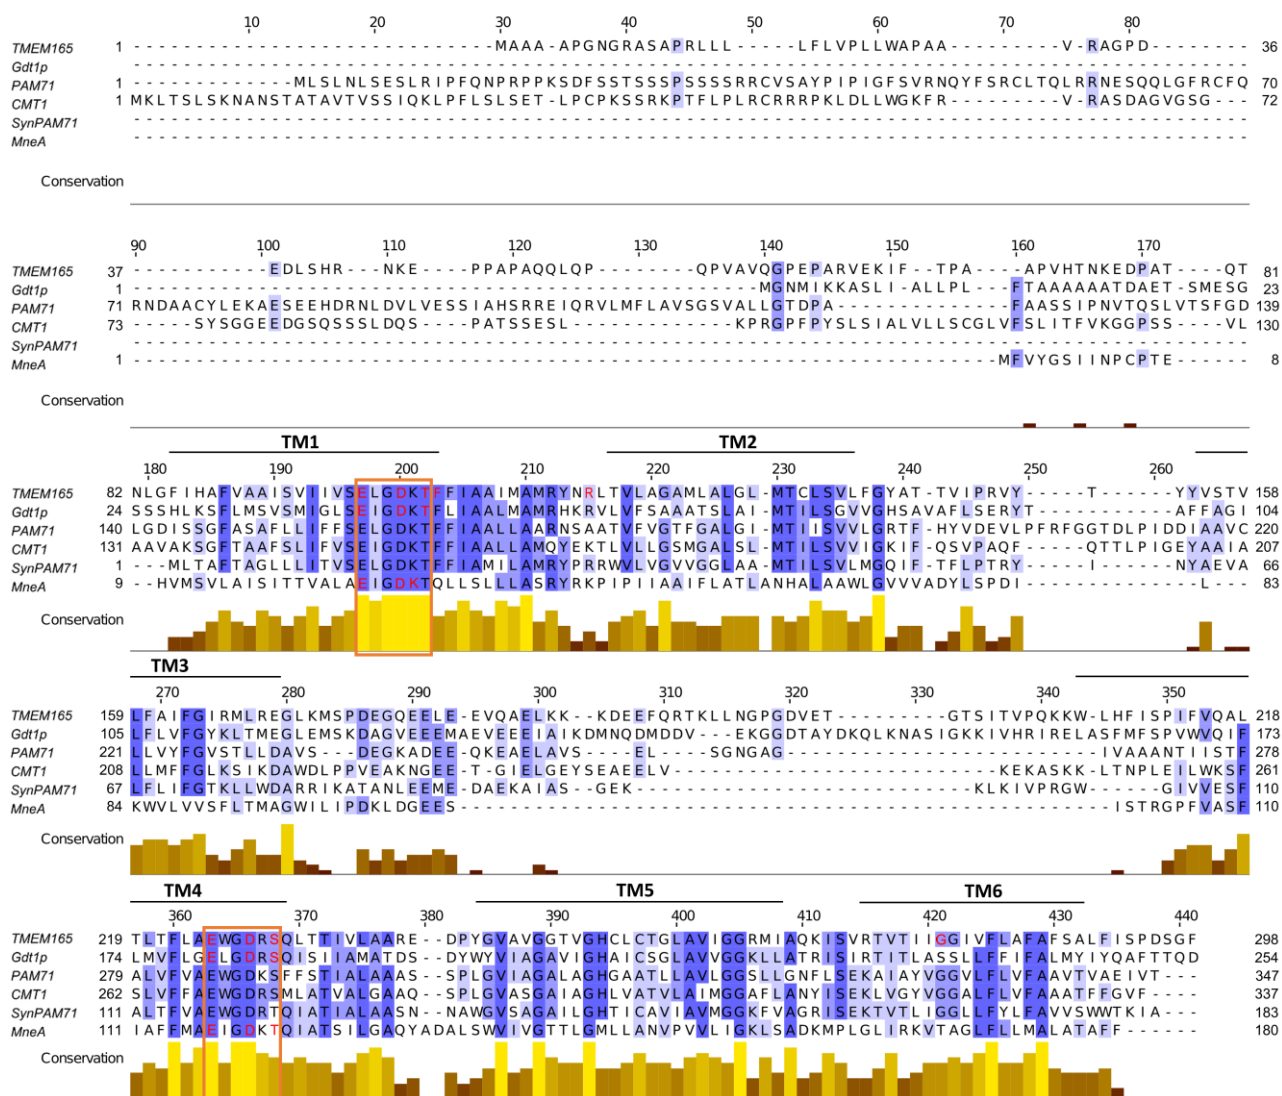 10 20 30 40 50 60 70 80
TMEM165 1 -----------------------------MAAA-APGNGRASAPRLLL-----LFLVPLLWAPAA----------V-RAGPD-------- 36
Gdt1p -----------------------------------------------------------------------------------------
PAM71 1 -------------MLSLNLSESLRIPFQNPRPPKSDFSSTSSSPSSSSRRCVSAYPIPIGFSVRNQYFSRCLTQLRRNESQQLGFRCFQ 70
CMT1 1 MKLTSLSKNANSTATAVTVSSIQKLPFLSLSET-LPCPKSSRKPTFLPLRCRRRPKLDLLWGKFR---------V-RASDAGVGSG--- 72
SynPAM71 -----------------------------------------------------------------------------------------
MneA -----------------------------------------------------------------------------------------
Conservation
90 100 110 120 130 140 150 160 170
TMEM165 37 -----------EDLSHR---NKE----PPAPAQQLQP--------QPVAVQGPEPARVEKIF--TPA---APVHTNKEDPAT---QT 81
Gdt1p 1 --------------------------------------------------MGNMIKKASLI-ALLPL--FTAAAAAATDAET-SMESG 23
PAM71 71 RNDAACYLEKAESEEHDRNLDVLVESSIAHSRREIQRVLMFLAVSGSVALLGTDPA--------------FAASSIPNVTQSLVTSFGD 139
CMT1 73 -----SYSGGEEDGSQSSSLDQS----PATSSESL-------------KPRGPFPYSLSIALVLLSCGLVFSLITFVKGGPSS---VL 130
SynPAM71 -----------------------------------------------------------------------------------------
MneA 1 ---------------------------------------------------------------------MFVYGSIINPCPTE------ 8
Conservation
TM1 TM2
180 190 200 210 220 230 240 250 260
TMEM165 82 NLGFIHAFVAAISVIIVSELGDKTFFIAAIMAMRYNRLTVLAGAMLALGL-MTCLSVLFGYAT-TVIPRVY------T-----YYVSTV 158
Gdt1p 24 SSSHLKSFLMSVSMIGLSEIGDKTFLIAALMAMRHKRVLVFSAAATSLAI-MTILSGVVGHSAVAFLSERY------T-----AFFAGI 104
PAM71 140 LGDISSGFASAFLLIFFSELGDKTFFIAALLAARNSAATVFVGTFGALGI-MTIISVVLGRTF-HYVDEVLPFRFGGTDLPIDDIAAVC 220
CMT1 131 AAVAKSGFTAAFSLIFVSEIGDKTFFIAALLAMQYEKTLVLLGSMGALSL-MTILSVVIGKIF-QSVPAQF-----QTTLPIGEYAAIA 207
SynPAM71 1 --MLTAFTAGLLLITVSELGDKTFFIAMILAMRYPRRWVLVGVVGGLAA-MTILSVLMGQIF-TFLPTRY------I-----NYAEVA 66
MneA 9 -HVMSVLAISITTVALAEIGDKTQLLSLLLASRYRKPIPIIAAIFLATLANHALAAWLGVVVADYLSPDI--------------L--- 83
Conservation
TM3
270 280 290 300 310 320 330 340 350
TMEM165 159 LFAIFGIRMLREGLKMSPDEGQEELE-EVQAELKK-KDEEFQRTKLLNGPGDVET---------GTSITVPQKKW-LHFISPIFVQAL 218
Gdt1p 105 LFLVFGYKLTMEGLEMSKDAGVEEEMAEVEEEIAIKDMNQDMDDV---EKGGDTAYDKQLKNASIGKKIVHRIRELASFMFSPVWVQIF 173
PAM71 221 LLVYFGVSTLLDAVS--DEGKADEE-QKEAELAVS---EL----SGNGAG--------------------------IVAAANTIISTF 278
CMT1 208 LLMFFGLKSIKDAWDLPPVEAKNGEE-T-GIELGEYSEAEELV------------------------KEKASKK-LTNPLEILWKSF 261
SynPAM71 67 LFLIFGTKLLWDARRIKATANLEEME-DAEKAIAS-GEK-------------------------KLKIVPRGW---GIVVESF 110
MneA 84 KWVLVVSFLTMAGWILIPDKLDGEES----------------------------------------------------ISTRGPFVASF 110
Conservation
TM4 TM5 TM6
360 370 380 390 400 410 420 430 440
TMEM165 219 TLTFLAEWGDRSQLTTIVLAARE--DPYGVAVGGTVGHCLCTGLAVIGGRMIAQKISVRTVTIIGGIVFLAFAFSALFISPDSGF 298
Gdt1p 174 LMVFLGELGDRSQISIIAMATDS--DYWYVIAGAVIGHAICSGLAVVGGKLLATRISIRTITLASSLLFFIFALMYIYQAFTTQD 254
PAM71 279 ALVFVAEWGDKSFFSTIALAAAS--SPLGVIAGALAGHGAATLLAVLGGSLLGNFLSEKAIAYVGGVLFLVFAAVTVAEIVT--- 347
CMT1 262 SLVFFAEWGDRSMLATVALGAAQ--SPLGVASGAIAGHLVATVLAIMGGAFLANYISEKLVGYVGGALFLVFAAATFFGVF---- 337
SynPAM71 111 ALTFVAEWGDRTQIATIALAASN--NAWGVSAGAILGHTICAVIAVMGGKFVAGRISEKTVTLIGGLLFYLFAVVSWWTKIA-- 183
MneA 111 IAFFMAEIGDKTQIATSILGAQYADALSWVIVGTTLGMLLANVPVVLIGKLSADKMPLGLIRKVTAGLFLLMALATAFF----- 180
Conservation